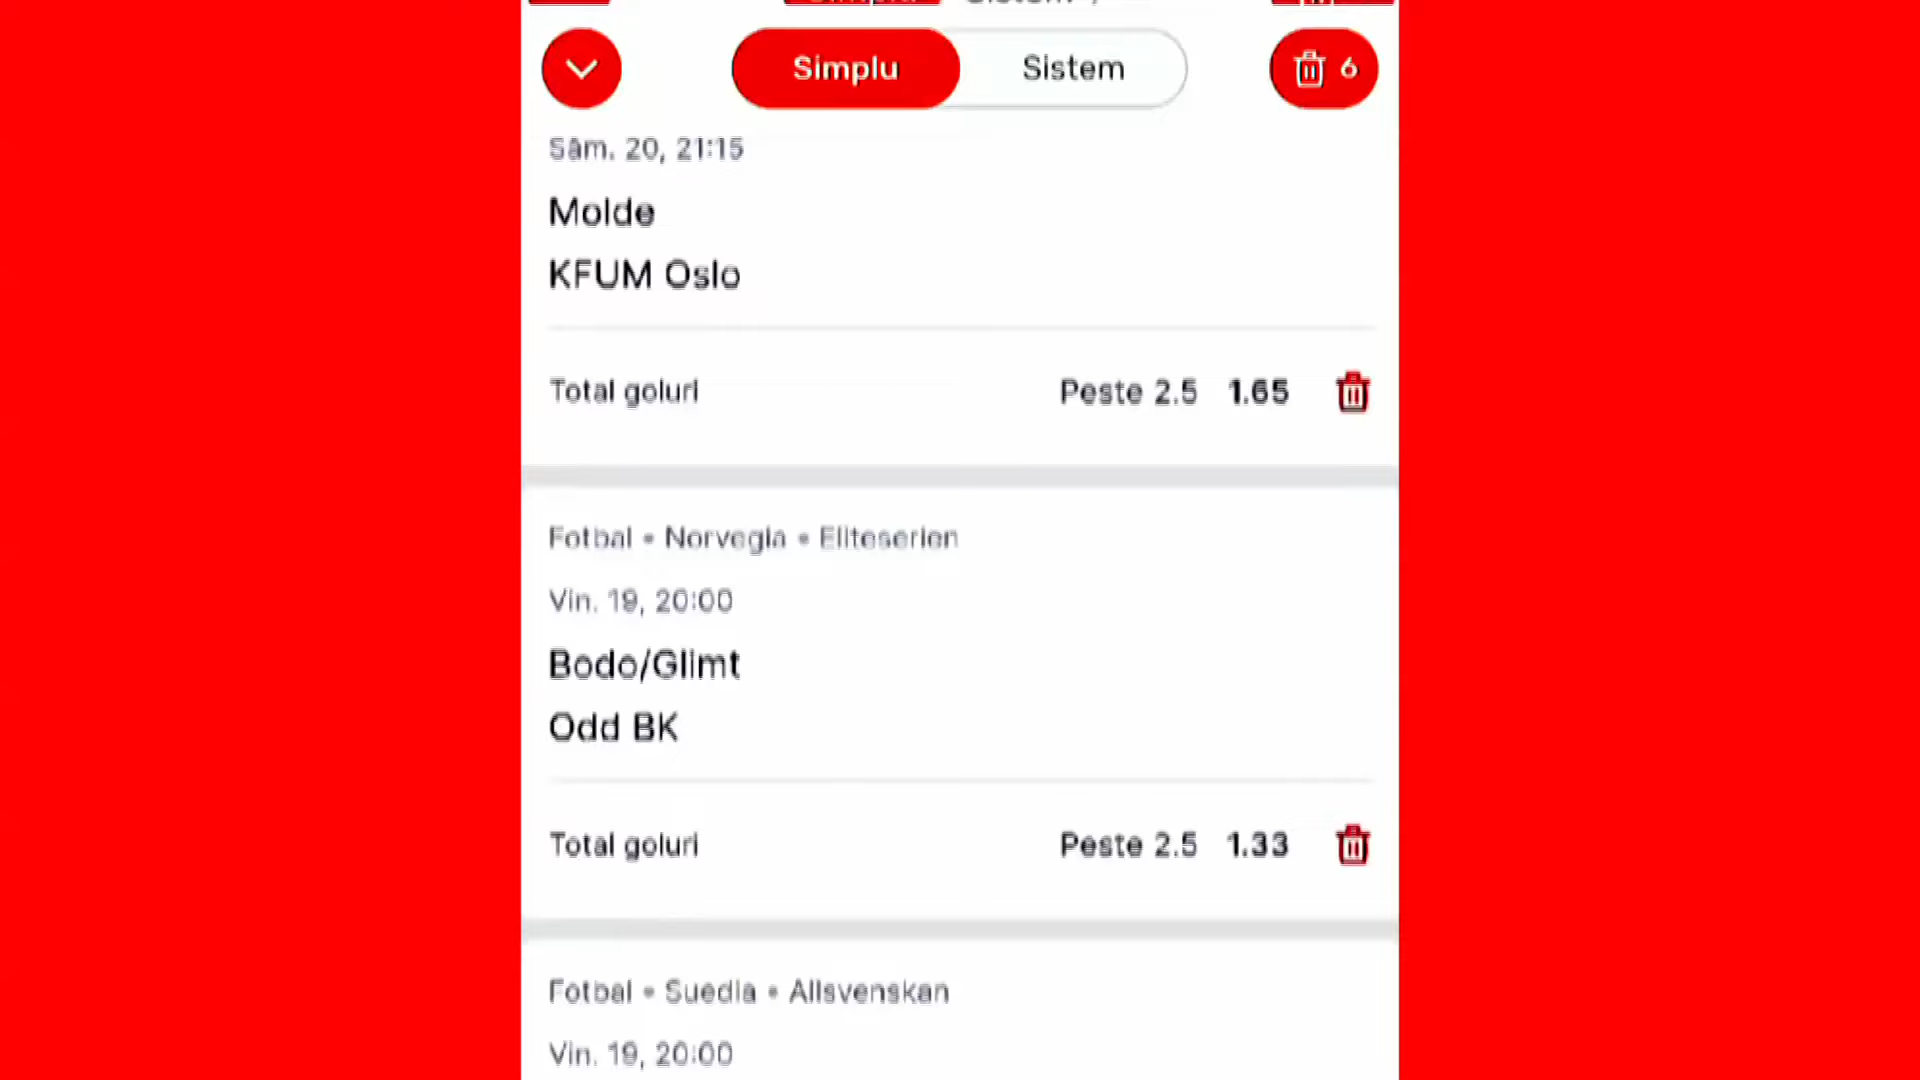 Simplu
Sistem
6
Sâm. 20, 21:15
Molde
KFUM Oslo
Total goluri
Peste 2.5 1.65
Fotbal • Norvegia • Eliteserien
Vin. 19, 20:00
Bodo/Glimt
Odd BK
Total goluri
Peste 2.5 1.33
Fotbal • Suedia • Allsvenskan
Vin. 19, 20:00